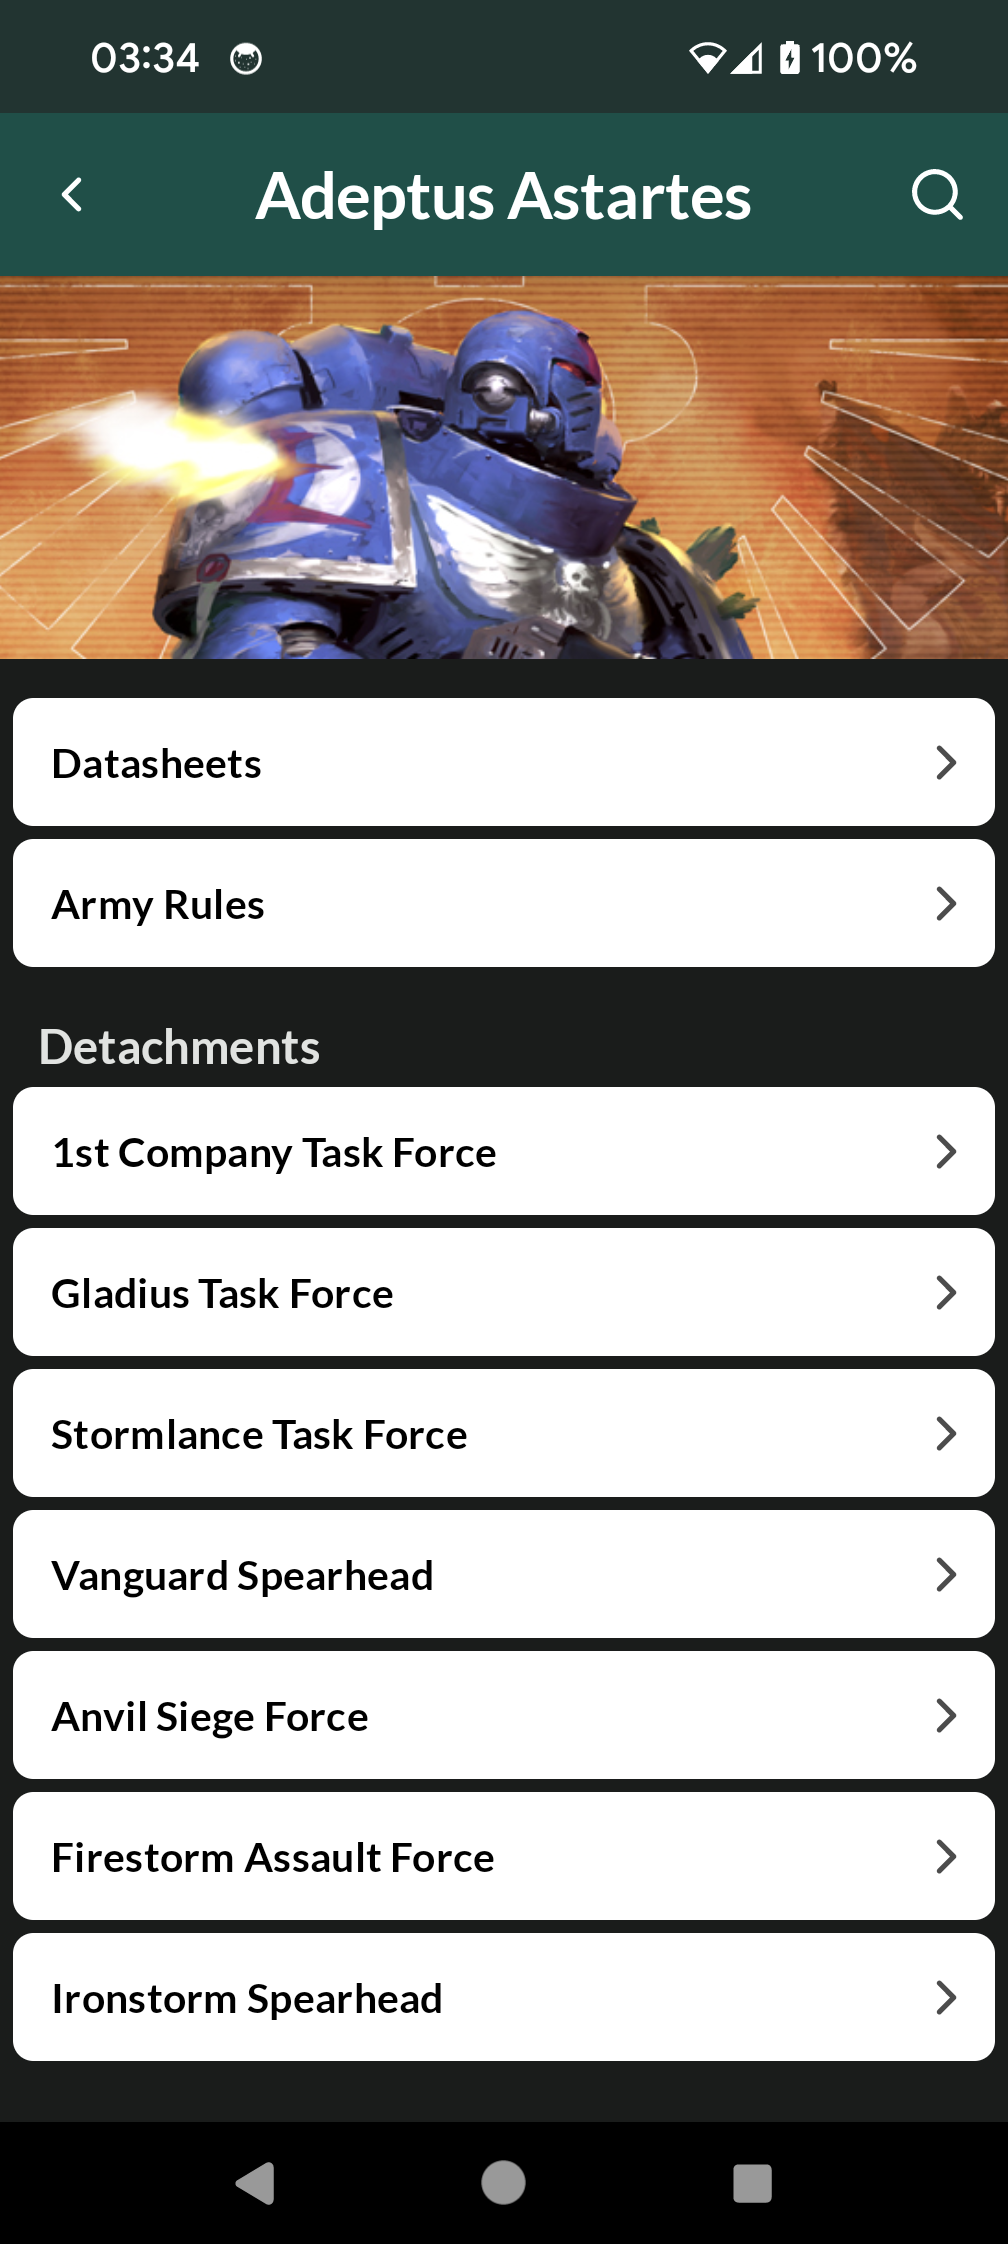 03:34
100%
Adeptus Astartes
Datasheets
Army Rules
Detachments
1st Company Task Force
Gladius Task Force
Stormlance Task Force
Vanguard Spearhead
Anvil Siege Force
Firestorm Assault Force
Ironstorm Spearhead